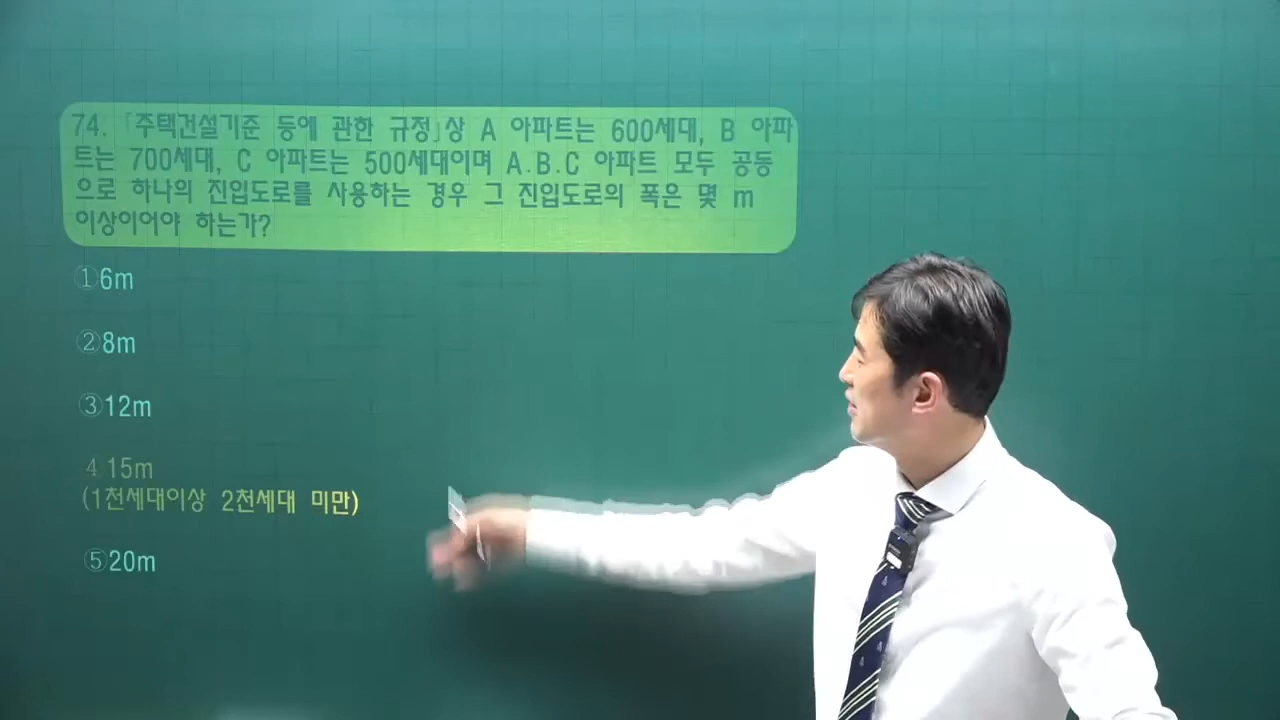 74. 「주택건설기준 등에 관한 규정」상 A 아파트는 600세대, B 아파
트는 700세대, C 아파트는 500세대이며 A.B.C 아파트 모두 공동
으로 하나의 진입도로를 사용하는 경우 그 진입도로의 폭은 몇 m
이상이어야 하는가?
①6m
②8m
③12m
4.15m
(1천세대이상 2천세대 미만)
⑤20m